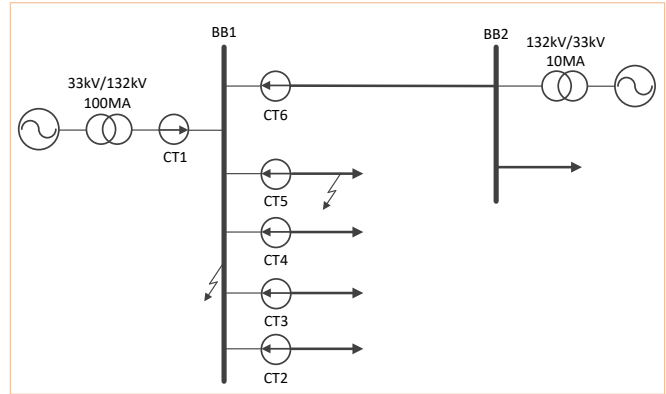 BB1
BB2
132kV/33kV
10MA
33kV/132kV
100MA
CT6
CT1
CT5
CT4
CT3
CT2